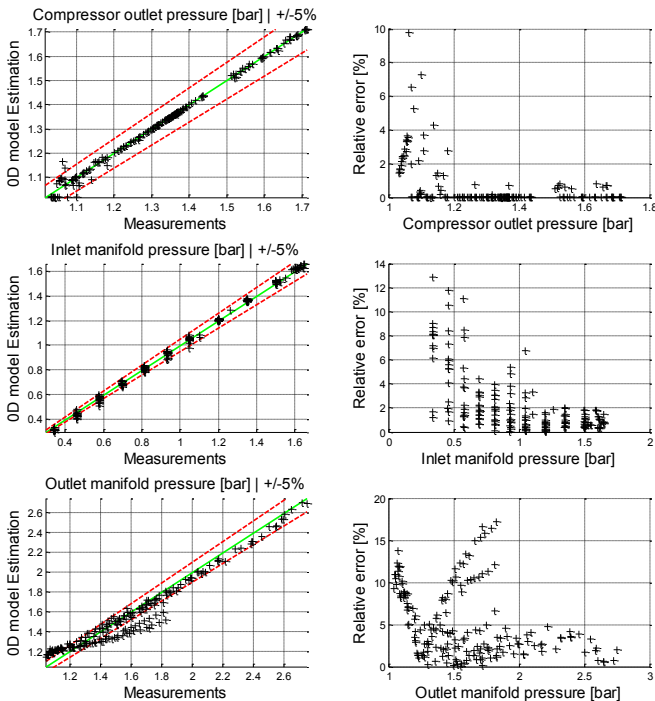 Compressor outlet pressure [bar] | +/-5%
0D model Estimation
1.7
1.6
1.5
1.4
1.3
1.2
1.1
1.1 1.2 1.3 1.4 1.5 1.6 1.7
Measurements
Relative error [%]
10
8
6
4
2
0
1 1.2 1.4 1.6 1.8
Compressor outlet pressure [bar]
Inlet manifold pressure [bar] | +/-5%
0D model Estimation
1.6
1.4
1.2
1
0.8
0.6
0.4
0.4 0.6 0.8 1 1.2 1.4 1.6
Measurements
Relative error [%]
14
12
10
8
6
4
2
0
0 0.5 1 1.5 2
Inlet manifold pressure [bar]
Outlet manifold pressure [bar] | +/-5%
0D model Estimation
2.6
2.4
2.2
2
1.8
1.6
1.4
1.2
1.2 1.4 1.6 1.8 2 2.2 2.4 2.6
Measurements
Relative error [%]
20
15
10
5
0
1 1.5 2 2.5 3
Outlet manifold pressure [bar]